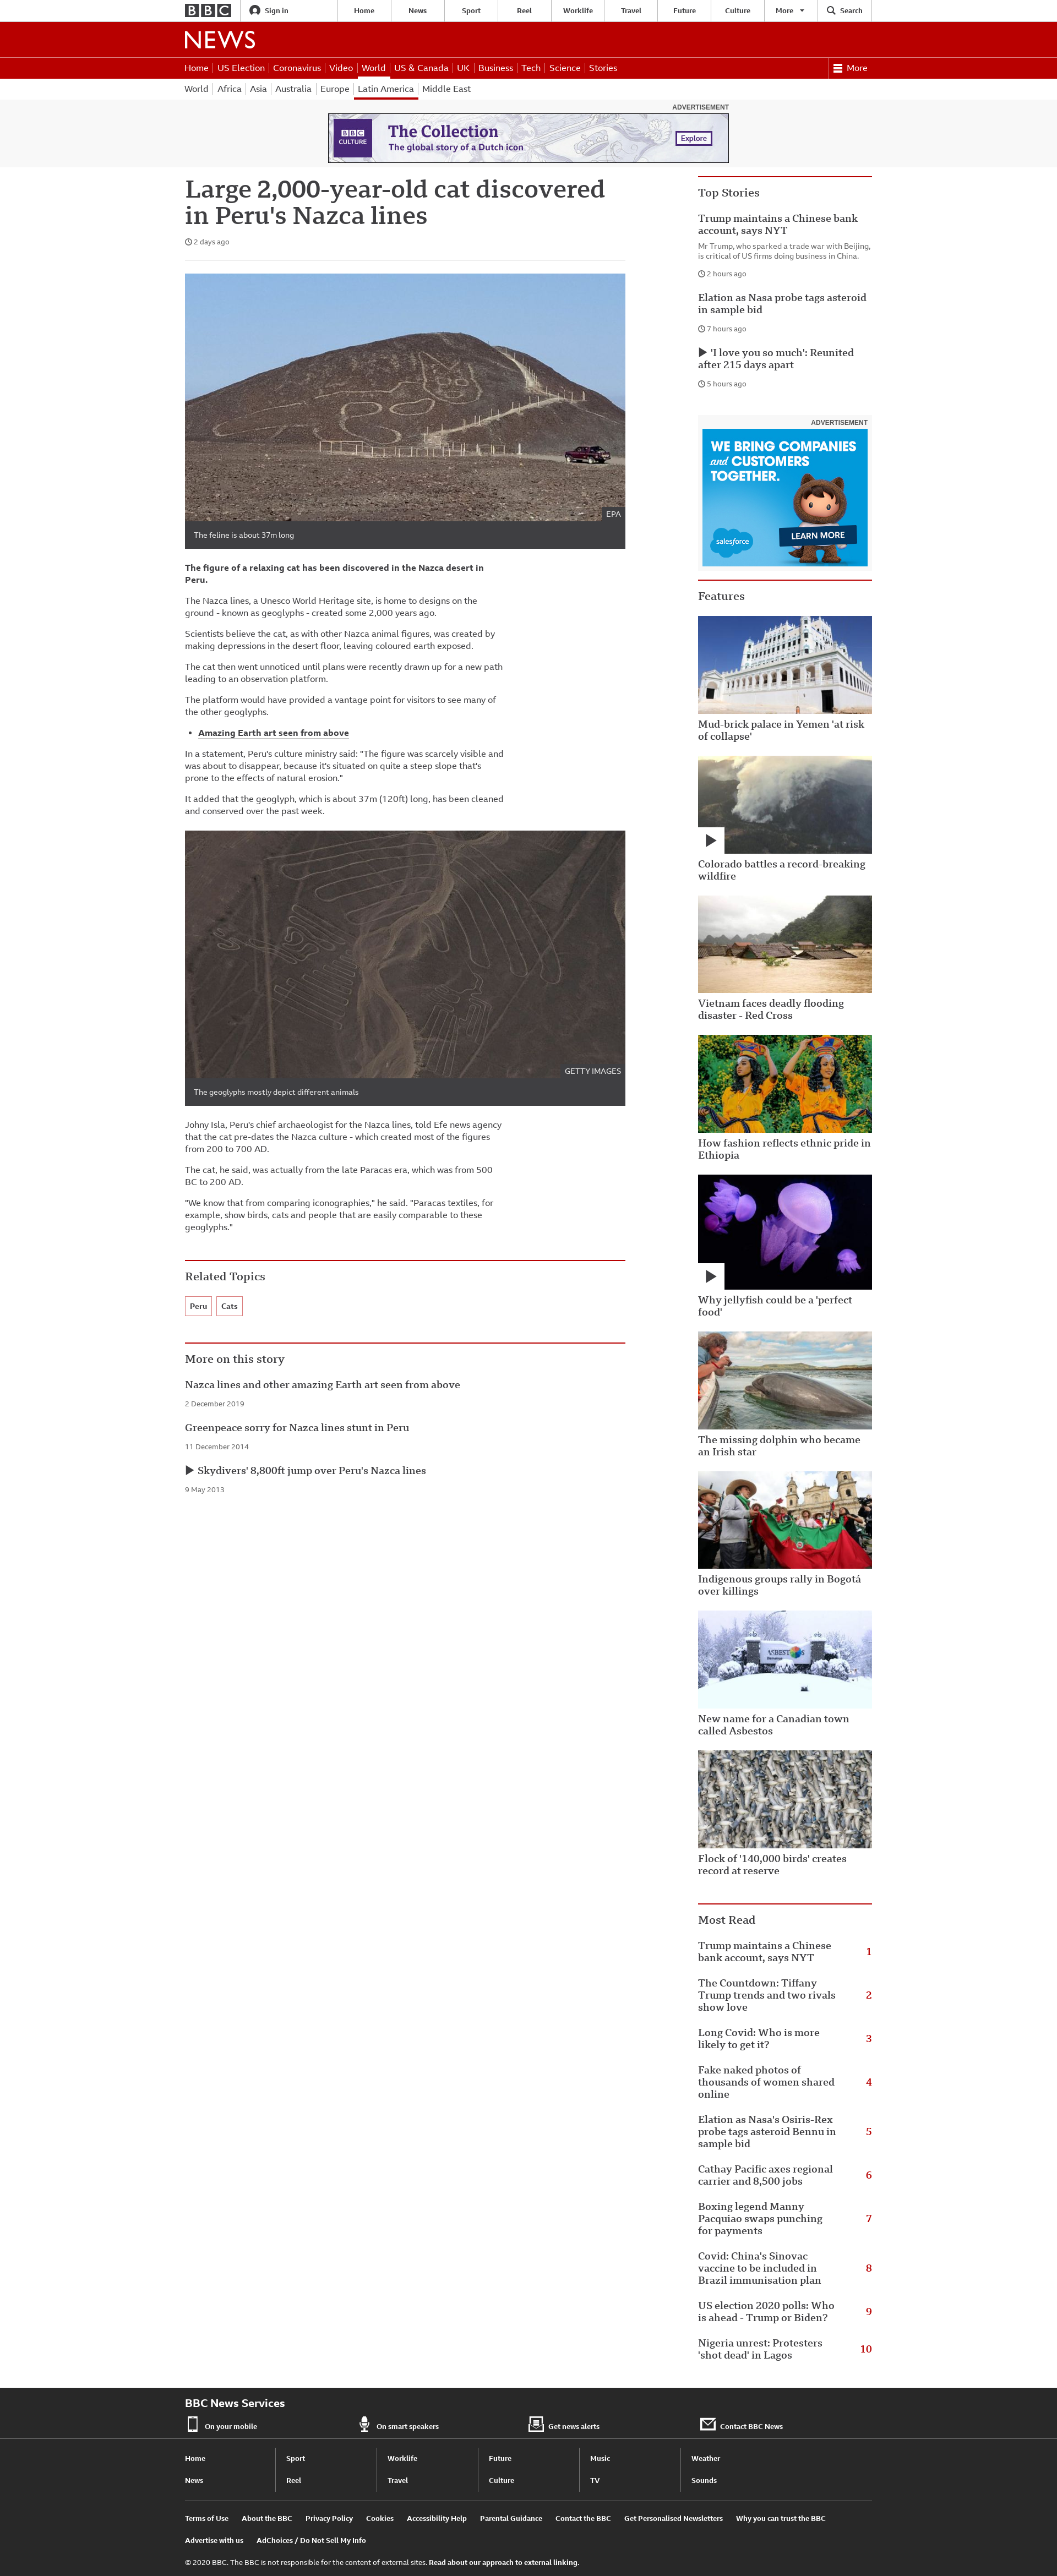 BBC
Sign in
Home
News
Sport
Reel
Worklife
Travel
Future
Culture
More
Search
NEWS
Home
US Election
Coronavirus
Video
World
US & Canada
UK
Business
Tech
Science
Stories
More
World
Africa
Asia
Australia
Europe
Latin America
Middle East
ADVERTISEMENT
BBC
CULTURE
The Collection
The global story of a Dutch icon
Explore
Large 2,000-year-old cat discovered
in Peru's Nazca lines
2 days ago
EPA
The feline is about 37m long
The figure of a relaxing cat has been discovered in the Nazca desert in
Peru.
The Nazca lines, a Unesco World Heritage site, is home to designs on the
ground - known as geoglyphs - created some 2,000 years ago.
Scientists believe the cat, as with other Nazca animal figures, was created by
making depressions in the desert floor, leaving coloured earth exposed.
The cat then went unnoticed until plans were recently drawn up for a new path
leading to an observation platform.
The platform would have provided a vantage point for visitors to see many of
the other geoglyphs.
• Amazing Earth art seen from above
In a statement, Peru's culture ministry said: "The figure was scarcely visible and
was about to disappear, because it's situated on quite a steep slope that's
prone to the effects of natural erosion."
It added that the geoglyph, which is about 37m (120ft) long, has been cleaned
and conserved over the past week.
GETTY IMAGES
The geoglyphs mostly depict different animals
Johny Isla, Peru's chief archaeologist for the Nazca lines, told Efe news agency
that the cat pre-dates the Nazca culture - which created most of the figures
from 200 to 700 AD.
The cat, he said, was actually from the late Paracas era, which was from 500
BC to 200 AD.
"We know that from comparing iconographies," he said. "Paracas textiles, for
example, show birds, cats and people that are easily comparable to these
geoglyphs."
Related Topics
Peru
Cats
More on this story
Nazca lines and other amazing Earth art seen from above
2 December 2019
Greenpeace sorry for Nazca lines stunt in Peru
11 December 2014
Skydivers' 8,800ft jump over Peru's Nazca lines
9 May 2013
Top Stories
Trump maintains a Chinese bank
account, says NYT
Mr Trump, who sparked a trade war with Beijing,
is critical of US firms doing business in China.
2 hours ago
Elation as Nasa probe tags asteroid
in sample bid
7 hours ago
'I love you so much': Reunited
after 215 days apart
5 hours ago
ADVERTISEMENT
WE BRING COMPANIES
and CUSTOMERS
TOGETHER.
salesforce
LEARN MORE
Features
Mud-brick palace in Yemen 'at risk
of collapse'
Colorado battles a record-breaking
wildfire
Vietnam faces deadly flooding
disaster - Red Cross
How fashion reflects ethnic pride in
Ethiopia
Why jellyfish could be a 'perfect
food'
The missing dolphin who became
an Irish star
Indigenous groups rally in Bogotá
over killings
New name for a Canadian town
called Asbestos
Flock of '140,000 birds' creates
record at reserve
Most Read
Trump maintains a Chinese
bank account, says NYT
1
The Countdown: Tiffany
Trump trends and two rivals
show love
2
Long Covid: Who is more
likely to get it?
3
Fake naked photos of
thousands of women shared
online
4
Elation as Nasa's Osiris-Rex
probe tags asteroid Bennu in
sample bid
5
Cathay Pacific axes regional
carrier and 8,500 jobs
6
Boxing legend Manny
Pacquiao swaps punching
for payments
7
Covid: China's Sinovac
vaccine to be included in
Brazil immunisation plan
8
US election 2020 polls: Who
is ahead - Trump or Biden?
9
Nigeria unrest: Protesters
'shot dead' in Lagos
10
BBC News Services
On your mobile
On smart speakers
Get news alerts
Contact BBC News
Home
Sport
Worklife
Future
Music
Weather
News
Reel
Travel
Culture
TV
Sounds
Terms of Use
About the BBC
Privacy Policy
Cookies
Accessibility Help
Parental Guidance
Contact the BBC
Get Personalised Newsletters
Why you can trust the BBC
Advertise with us
AdChoices / Do Not Sell My Info
© 2020 BBC. The BBC is not responsible for the content of external sites. Read about our approach to external linking.